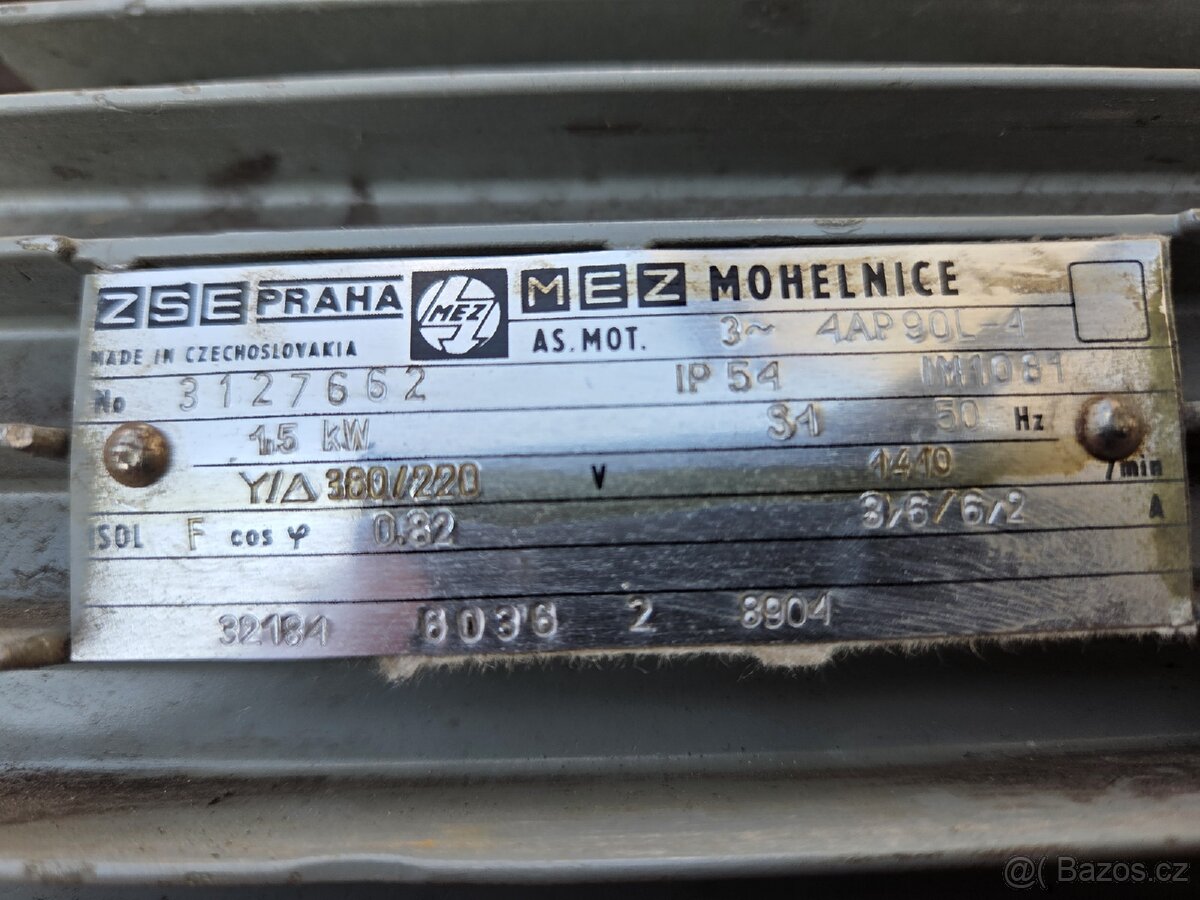 ZSE PRAHA MEZ MEZ MOHELNICE
MADE IN CZECHOSLOVAKIA AS. MOT. 3~ 4AP90L-4
No 3127662 IP 54 IM1081
1,5 kW S1 50 Hz
Y/Δ 380/220 V 1410 /min
SOL F cos φ 0.82 3,6/6,2 A
32184 8036 2 8904
@( Bazos.cz